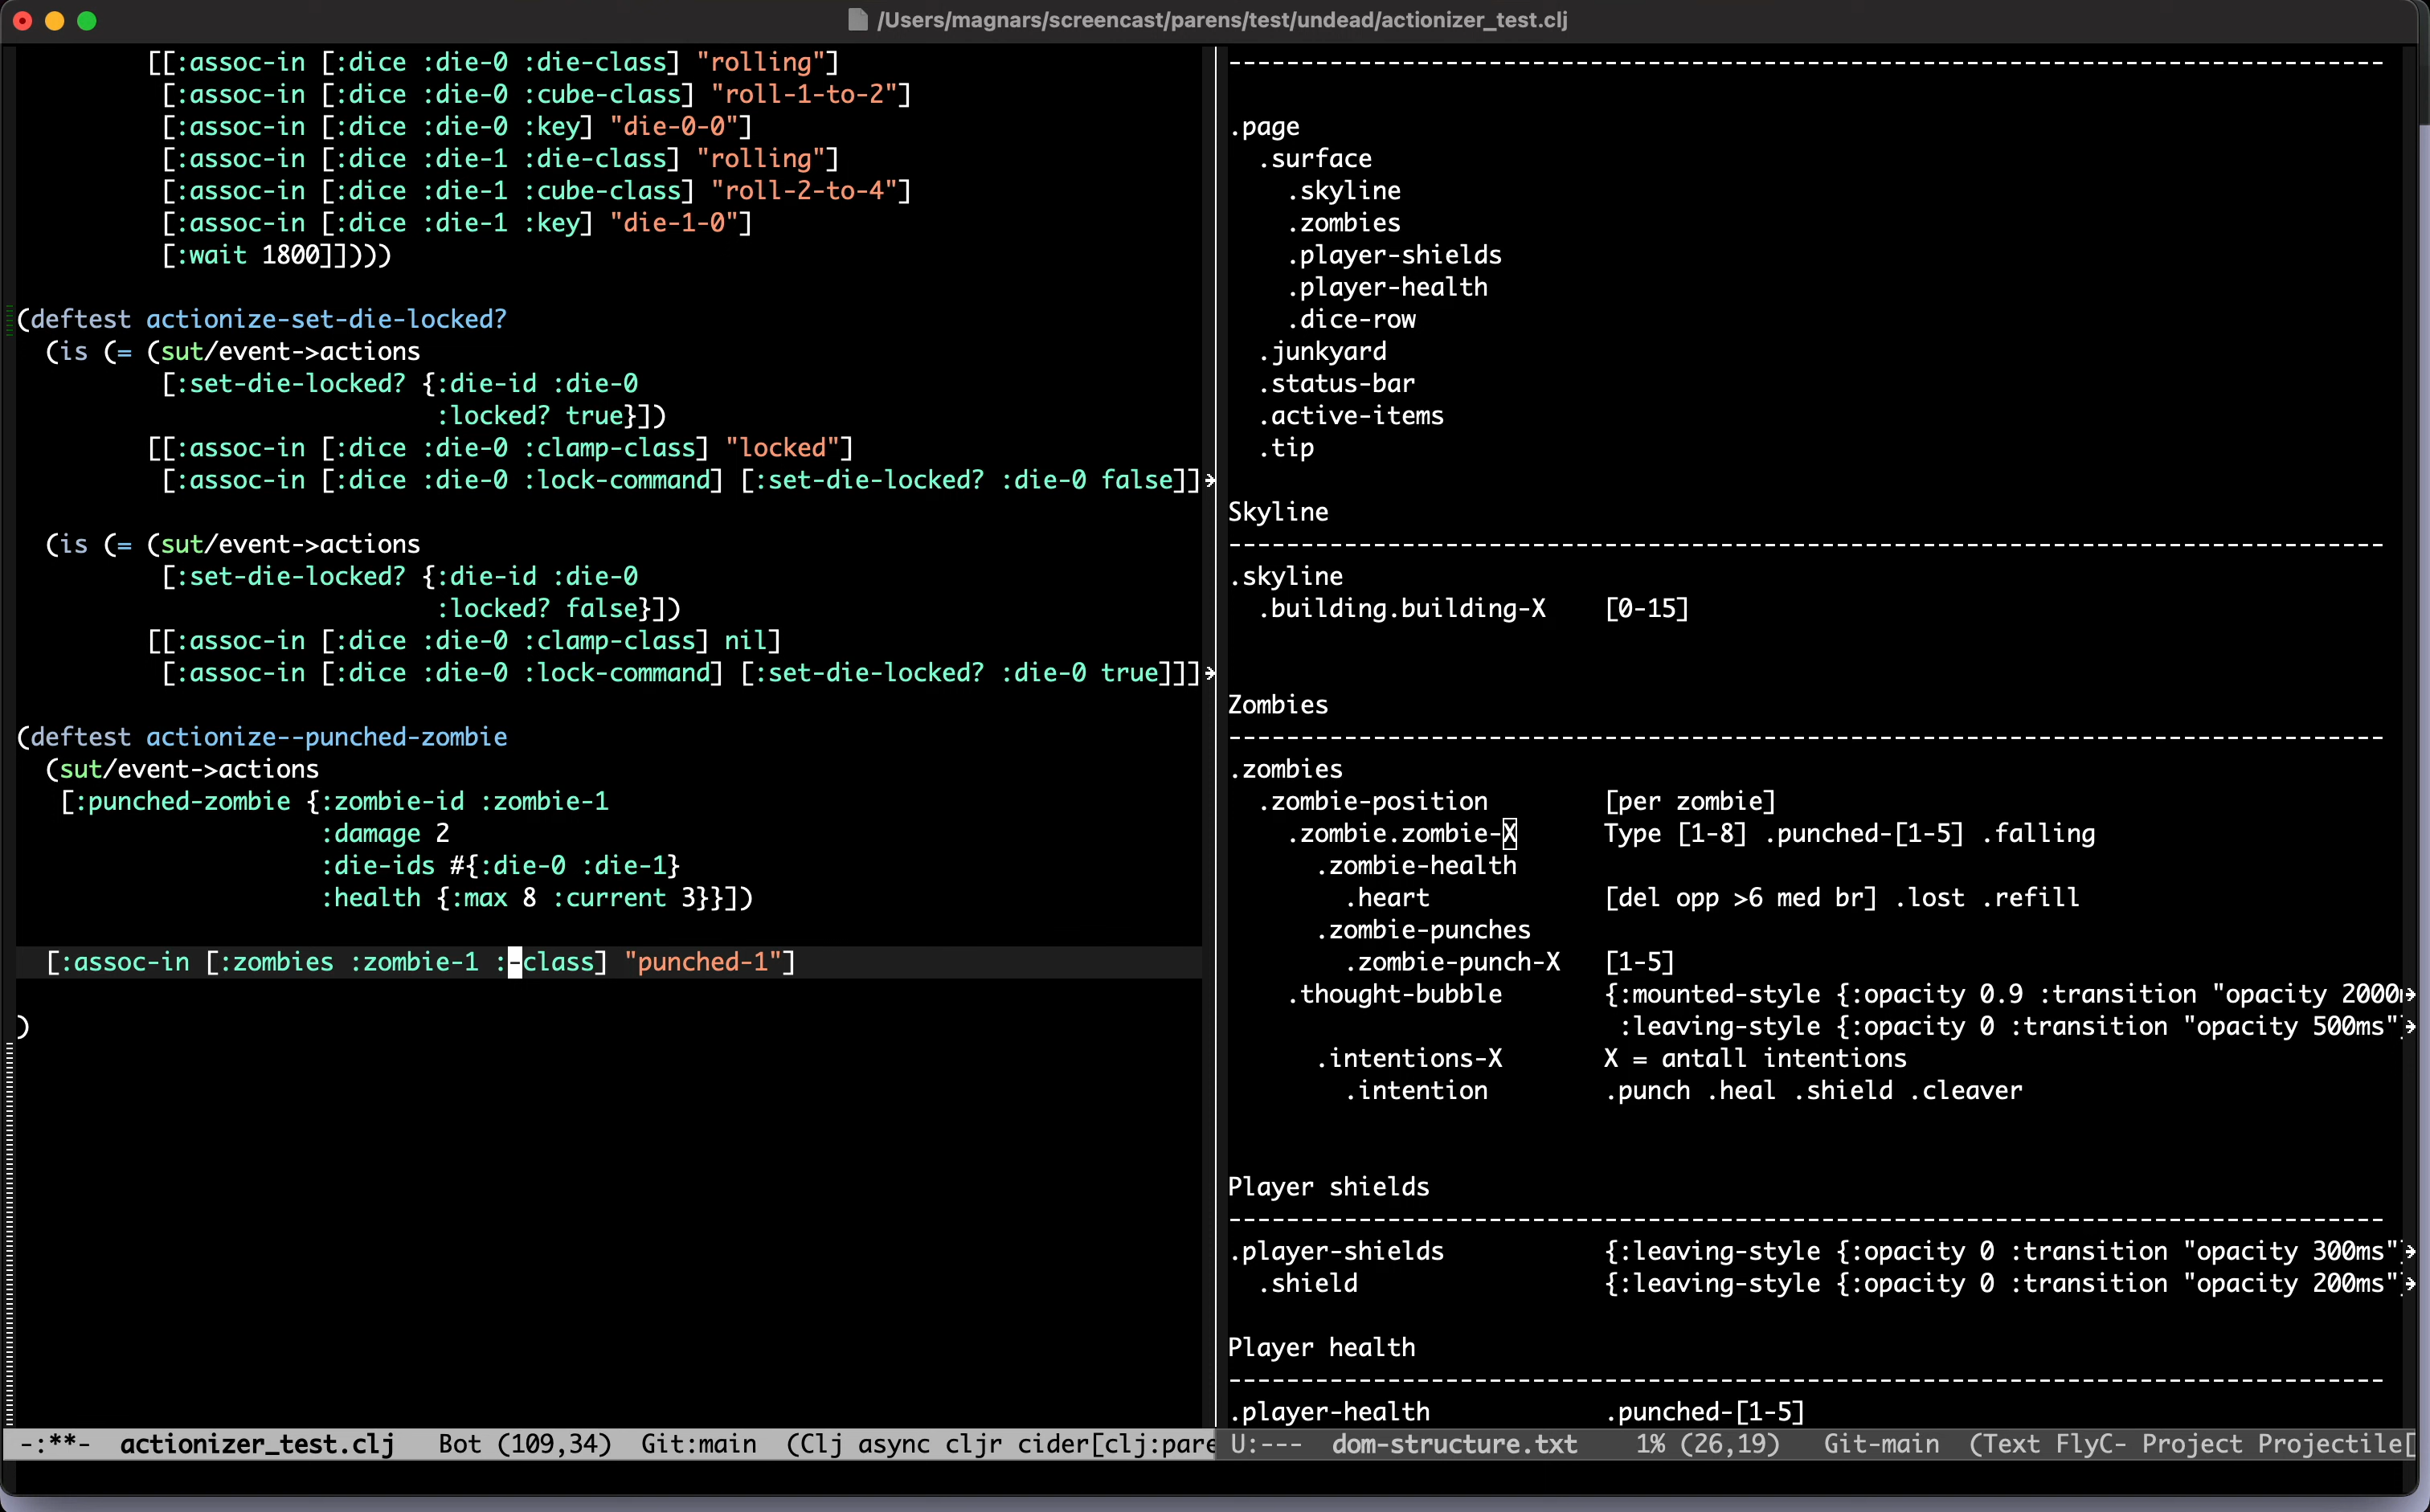 /Users/magnars/screencast/parens/test/undead/actionizer_test.clj
[[:assoc-in [:dice :die-0 :die-class] "rolling"]
[:assoc-in [:dice :die-0 :cube-class] "roll-1-to-2"]
[:assoc-in [:dice :die-0 :key] "die-0-0"]
[:assoc-in [:dice :die-1 :die-class] "rolling"]
[:assoc-in [:dice :die-1 :cube-class] "roll-2-to-4"]
[:assoc-in [:dice :die-1 :key] "die-1-0"]
[:wait 1800]])))
(deftest actionize-set-die-locked?
(is (= (sut/event->actions
[:set-die-locked? {:die-id :die-0
:locked? true}])
[[:assoc-in [:dice :die-0 :clamp-class] "locked"]
[:assoc-in [:dice :die-0 :lock-command] [:set-die-locked? :die-0 false]]
(is (= (sut/event->actions
[:set-die-locked? {:die-id :die-0
:locked? false}])
[[:assoc-in [:dice :die-0 :clamp-class] nil]
[:assoc-in [:dice :die-0 :lock-command] [:set-die-locked? :die-0 true]]]
(deftest actionize--punched-zombie
(sut/event->actions
[:punched-zombie {:zombie-id :zombie-1
:damage 2
:die-ids #{:die-0 :die-1}
:health {:max 8 :current 3}}])
[:assoc-in [:zombies :zombie-1 :-class] "punched-1"]
)
-:**-  actionizer_test.clj   Bot (109,34)  Git:main  (Clj async cljr cider[clj:pare
--------------------------------------------------------------------------------
.page
.surface
.skyline
.zombies
.player-shields
.player-health
.dice-row
.junkyard
.status-bar
.active-items
.tip
Skyline
--------------------------------------------------------------------------------
.skyline
.building.building-X    [0-15]
Zombies
--------------------------------------------------------------------------------
.zombies
.zombie-position        [per zombie]
.zombie.zombie-X      Type [1-8] .punched-[1-5] .falling
.zombie-health
.heart            [del opp >6 med br] .lost .refill
.zombie-punches
.zombie-punch-X   [1-5]
.thought-bubble       {:mounted-style {:opacity 0.9 :transition "opacity 2000
:leaving-style {:opacity 0 :transition "opacity 500ms"
.intentions-X       X = antall intentions
.intention        .punch .heal .shield .cleaver
Player shields
--------------------------------------------------------------------------------
.player-shields           {:leaving-style {:opacity 0 :transition "opacity 300ms"
.shield                 {:leaving-style {:opacity 0 :transition "opacity 200ms"
Player health
--------------------------------------------------------------------------------
.player-health            .punched-[1-5]
U:---  dom-structure.txt    1% (26,19)   Git-main  (Text FlyC- Project Projectile[